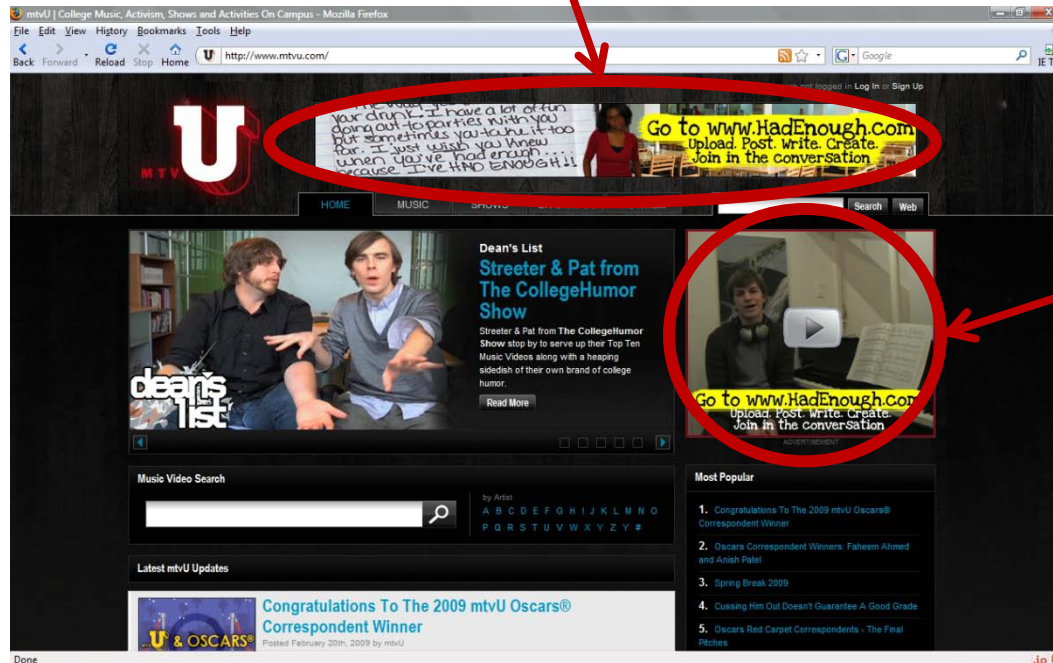 mtvU | College Music, Activism, Shows and Activities On Campus - Mozilla Firefox
File Edit View History Bookmarks Tools Help
Back Forward Reload Stop Home http://www.mtvu.com/ Google IE T
not logged in Log In or Sign Up
U
MTV
your drunk. I have a lot of fun
going out to parties with you
but sometimes you take it too
far. I just wish you knew
when you've had enough.....
because I've HAD ENOUGH!!
Go to www.HadEnough.com
Upload. Post. Write. Create.
Join in the conversation
HOME MUSIC SHOWS
Search Web
Dean's List
Streeter & Pat from
The CollegeHumor
Show
Streeter & Pat from The CollegeHumor
Show stop by to serve up their Top Ten
Music Videos along with a heaping
sidedish of their own brand of college
humor.
Read More
dean's
list
Go to www.HadEnough.com
Upload. Post. Write. Create.
Join in the conversation
ADVERTISEMENT
Music Video Search
by Artist
A B C D E F G H I J K L M N O
P Q R S T U V W X Y Z Y #
Most Popular
1. Congratulations To The 2009 mtvU Oscars®
Correspondent Winner
2. Oscars Correspondent Winners: Faheem Ahmed
and Anish Patel
3. Spring Break 2009
4. Cussing Him Out Doesn't Guarantee A Good Grade
5. Oscars Red Carpet Correspondents - The Final
Pitches
Latest mtvU Updates
...U & OSCARS®
Congratulations To The 2009 mtvU Oscars®
Correspondent Winner
Posted February 20th, 2009 by mtvU
Done